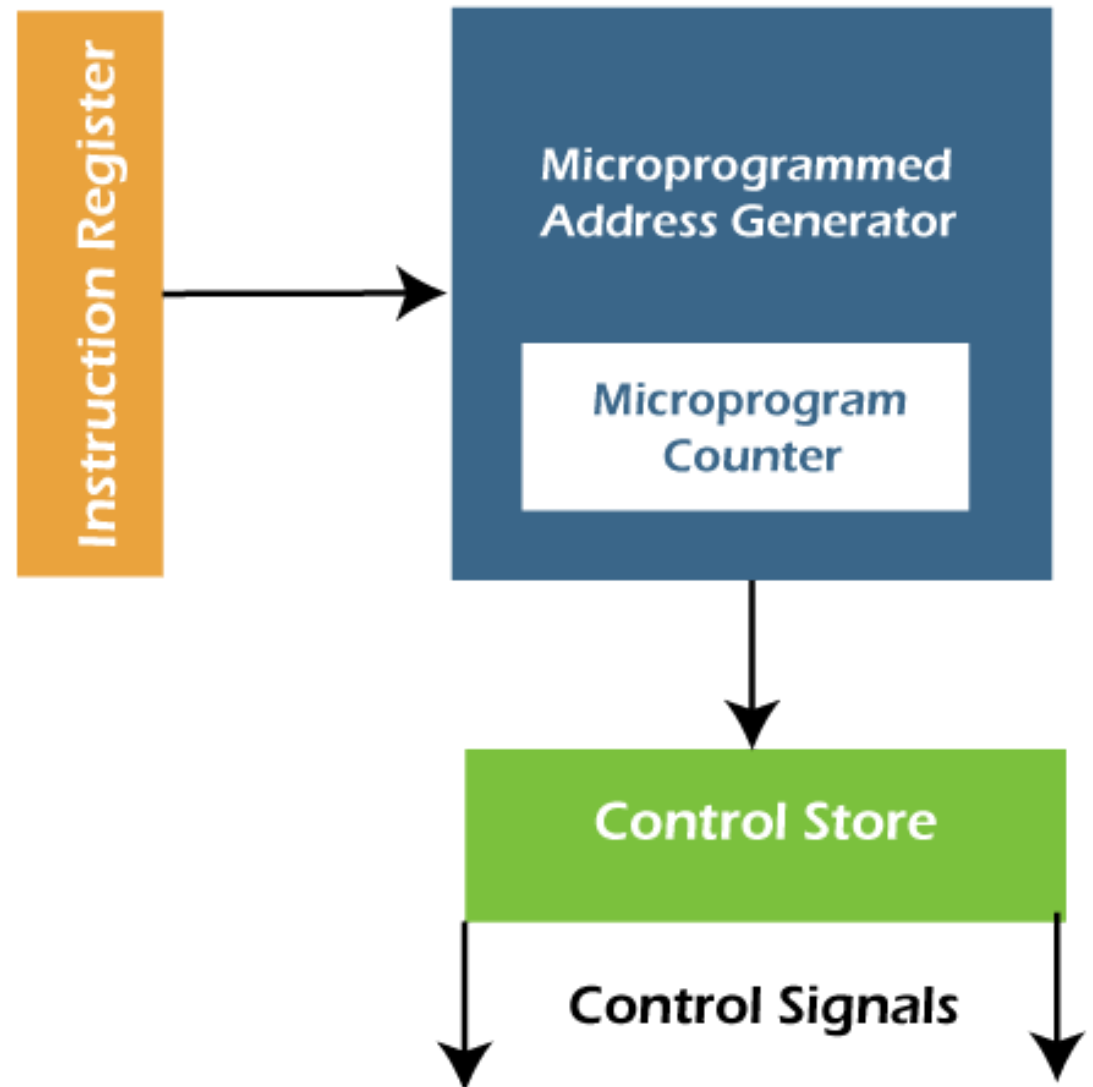 Instruction Register
Microprogrammed
Address Generator
Microprogram
Counter
Control Store
Control Signals